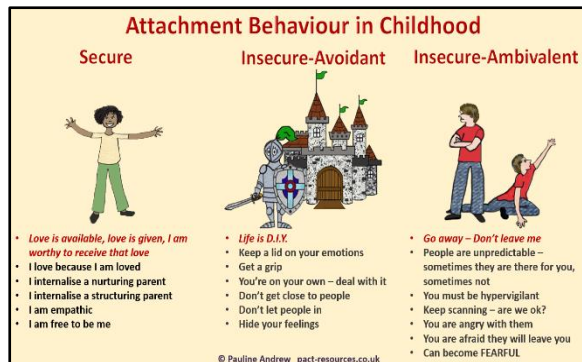 Attachment Behaviour in Childhood
Secure
• Love is available, love is given, I am
worthy to receive that love
• I love because I am loved
• I internalise a nurturing parent
• I internalise a structuring parent
• I am empathic
• I am free to be me
Insecure-Avoidant
• Life is D.I.Y.
• Keep a lid on your emotions
• Get a grip
• You're on your own – deal with it
• Don't get close to people
• Don't let people in
• Hide your feelings
Insecure-Ambivalent
• Go away – Don't leave me
• People are unpredictable –
sometimes they are there for you,
sometimes not
• You must be hypervigilant
• Keep scanning – are we ok?
• You are angry with them
• You are afraid they will leave you
• Can become FEARFUL
© Pauline Andrew pact-resources.co.uk